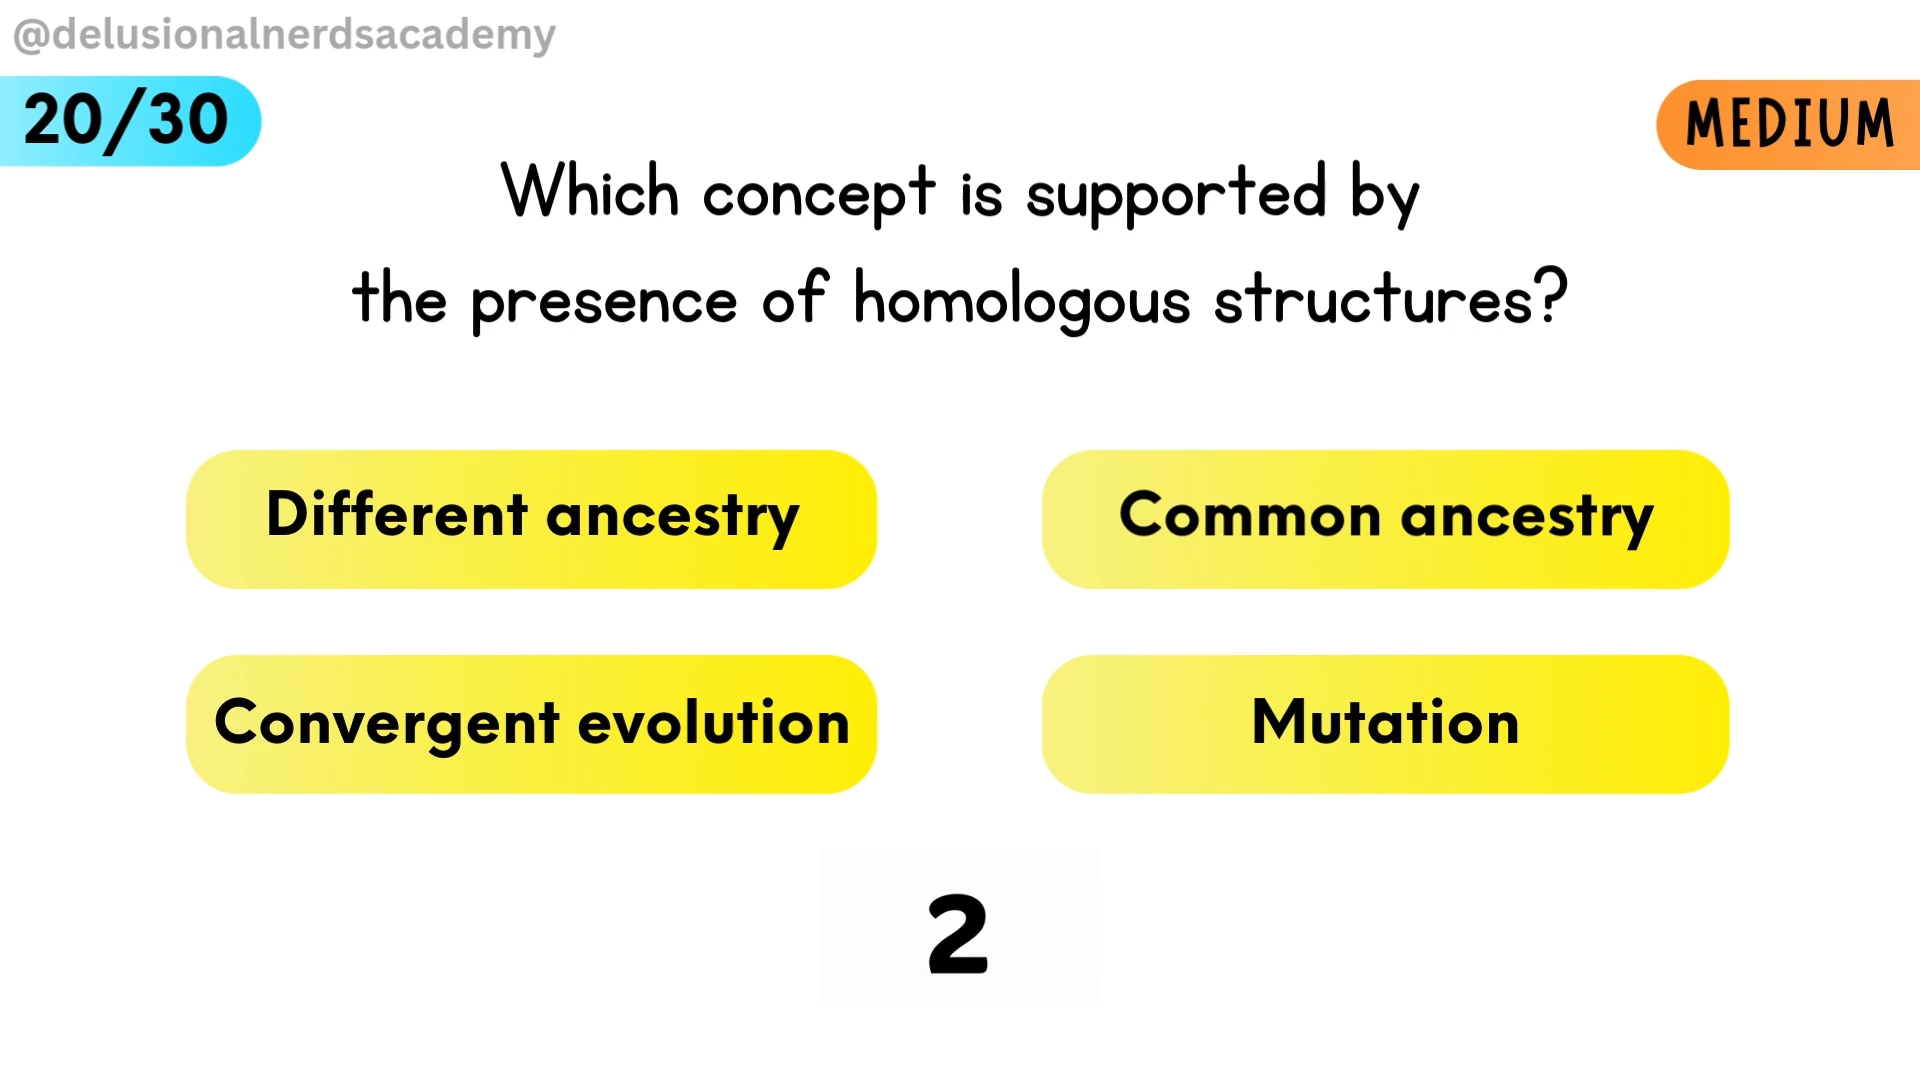 @delusionalnerdsacademy
20/30
MEDIUM
Which concept is supported by
the presence of homologous structures?
Different ancestry
Common ancestry
Convergent evolution
Mutation
2